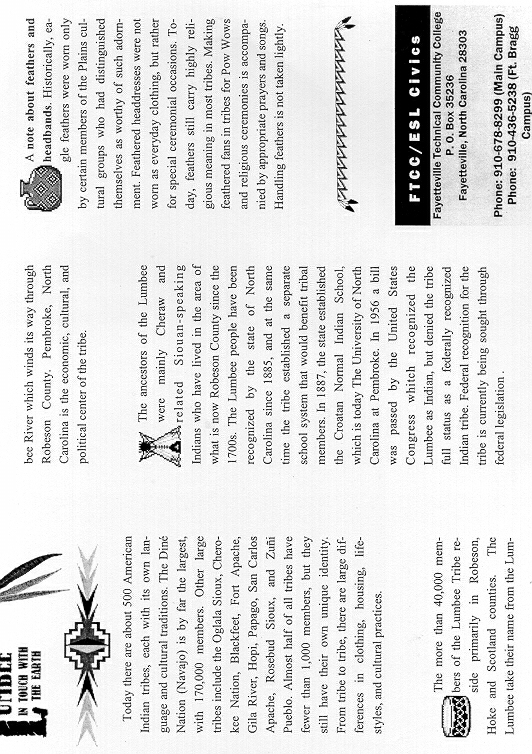 IN TOUCH WITH
THE EARTH
Today there are about 500 American
Indian tribes, each with its own lan-
guage and cultural traditions. The Diné
Nation (Navajo) is by far the largest,
with 170,000 members. Other large
tribes include the Oglala Sioux, Chero-
kee Nation, Blackfeet, Fort Apache,
Gila River, Hopi, Papago, San Carlos
Apache, Rosebud Sioux, and Zuñi
Pueblo. Almost half of all tribes have
fewer than 1,000 members, but they
still have their own unique identity.
From tribe to tribe, there are large dif-
ferences in clothing, housing, life-
styles, and cultural practices.
The more than 40,000 mem-
bers of the Lumbee Tribe re-
side primarily in Robeson,
Hoke and Scotland counties. The
Lumbee take their name from the Lum-
bee River which winds its way through
Robeson County. Pembroke, North
Carolina is the economic, cultural, and
political center of the tribe.
The ancestors of the Lumbee
were mainly Cheraw and
related Siouan-speaking
Indians who have lived in the area of
what is now Robeson County since the
1700s. The Lumbee people have been
recognized by the state of North
Carolina since 1885, and at the same
time the tribe established a separate
school system that would benefit tribal
members. In 1887, the state established
the Croatan Normal Indian School,
which is today The University of North
Carolina at Pembroke. In 1956 a bill
was passed by the United States
Congress whitch recognized the
Lumbee as Indian, but denied the tribe
full status as a federally recognized
Indian tribe. Federal recognition for the
tribe is currently being sought through
federal legislation.
A note about feathers and
headbands. Historically, ea-
gle feathers were worn only
by certain members of the Plains cul-
tural groups who had distinguished
themselves as worthy of such adorn-
ment. Feathered headdresses were not
worn as everyday clothing, but rather
for special ceremonial occasions. To-
day, feathers still carry highly reli-
gious meaning in most tribes. Making
feathered fans in tribes for Pow Wows
and religious ceremonies is accompa-
nied by appropriate prayers and songs.
Handling feathers is not taken lightly.
FTCC/ESL Civics
Fayetteville Technical Community College
P. O. Box 35236
Fayetteville, North Carolina 28303
Phone: 910-678-8299 (Main Campus)
Phone: 910-436-5238 (Ft. Bragg
Campus)